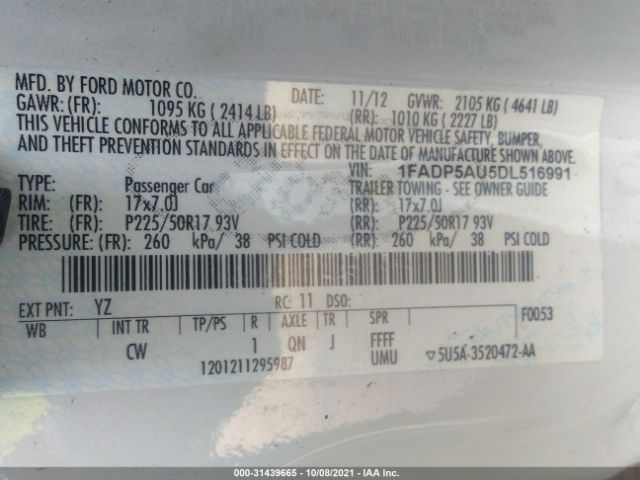 MFD. BY FORD MOTOR CO.
DATE: 11/12 GVWR: 2105 KG ( 4641 LB)
GAWR: (FR): 1095 KG ( 2414 LB) (RR): 1010 KG ( 2227 LB)
THIS VEHICLE CONFORMS TO ALL APPLICABLE FEDERAL MOTOR VEHICLE SAFETY, BUMPER,
AND THEFT PREVENTION STANDARDS IN EFFECT ON THE DATE OF MANUFACTURE SHOWN ABOVE.
VIN: 1FADP5AU5DL516991
TYPE: Passenger Car TRAILER TOWING - SEE OWNER GUIDE
RIM: (FR): 17x7.0J (RR): 17x7.0J
TIRE: (FR): P225/50R17 93V (RR): P225/50R17 93V
PRESSURE: (FR): 260 kPa/ 38 PSI COLD (RR): 260 kPa/ 38 PSI COLD
EXT PNT: YZ RC: 11 DSO: F0053
WB INT TR TP/PS R AXLE TR SPR
CW 1 QN J FFFF
UMU
1201211295987 ▽5U5A-3520472-AA
000-31439665 - 10/08/2021 - IAA Inc.